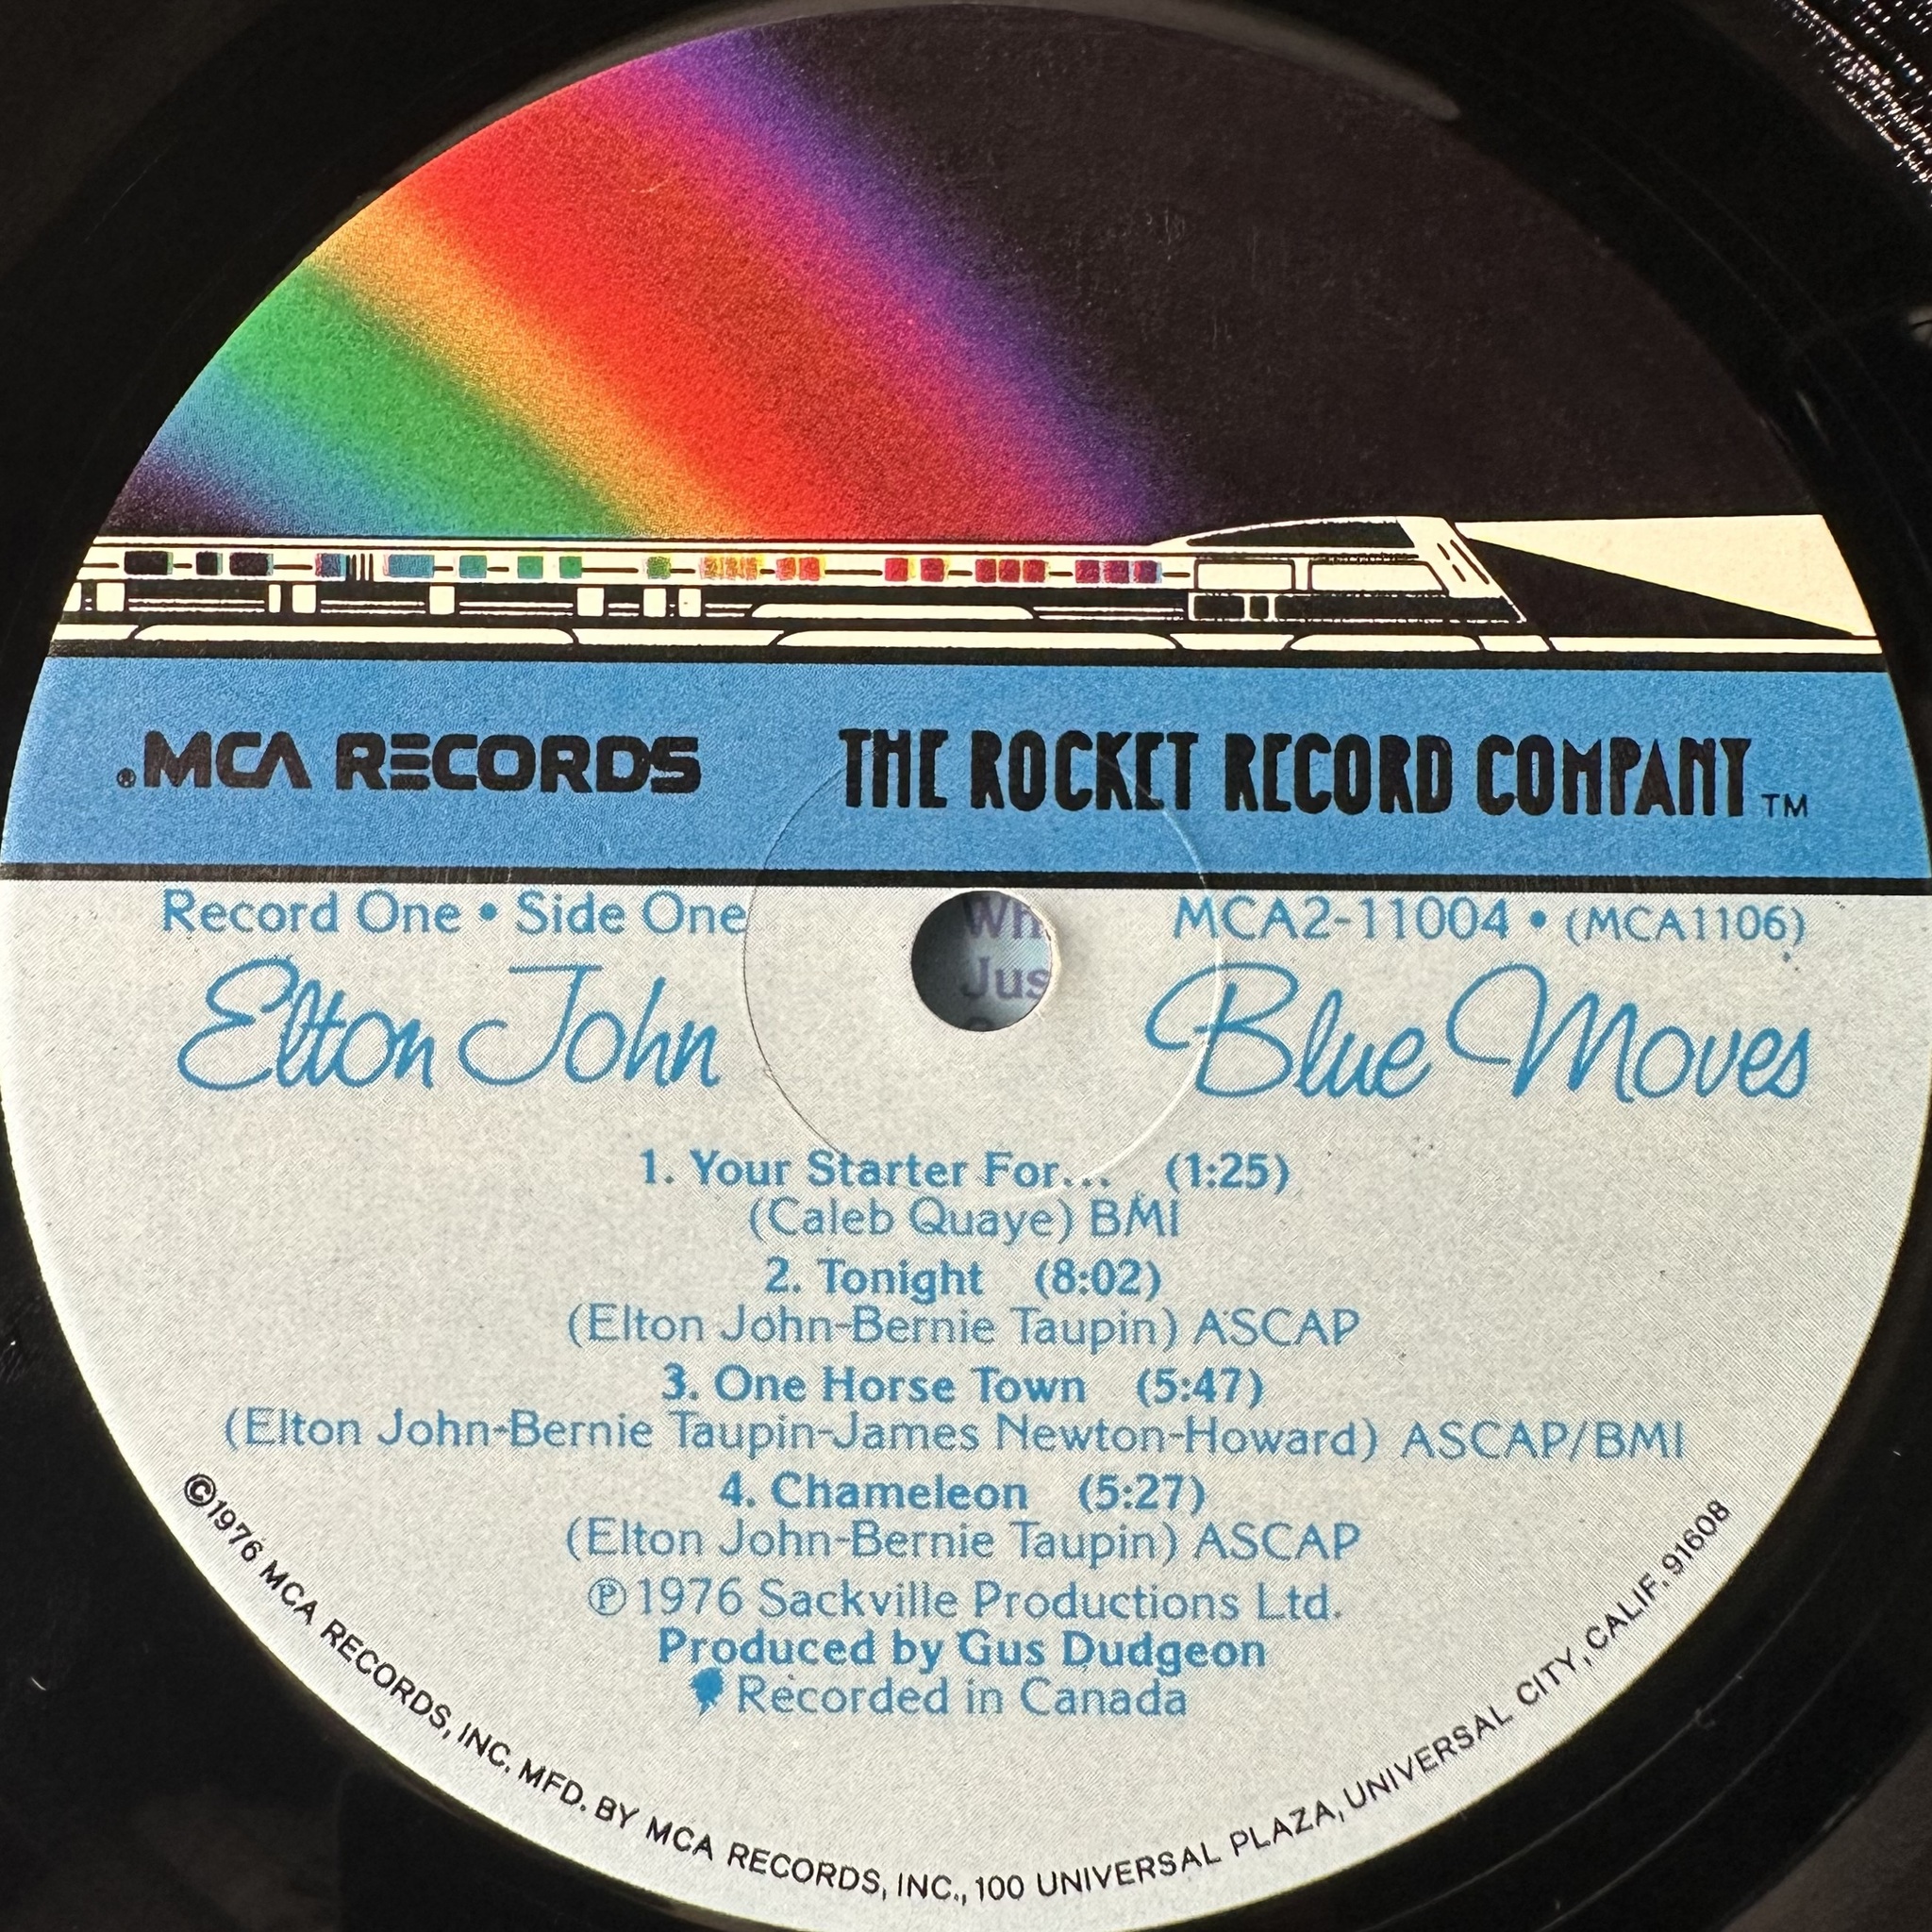 ®MCA RECORDS THE ROCKET RECORD COMPANY™
Record One • Side One MCA2-11004 • (MCA1106)
Wh
Jus
Elton John Blue Moves
1. Your Starter For... (1:25)
(Caleb Quaye) BMI
2. Tonight (8:02)
(Elton John-Bernie Taupin) ASCAP
3. One Horse Town (5:47)
(Elton John-Bernie Taupin-James Newton-Howard) ASCAP/BMI
4. Chameleon (5:27)
(Elton John-Bernie Taupin) ASCAP
℗1976 Sackville Productions Ltd.
Produced by Gus Dudgeon
Recorded in Canada
©1976 MCA RECORDS, INC. MFD. BY MCA RECORDS, INC., 100 UNIVERSAL PLAZA, UNIVERSAL CITY, CALIF. 91608